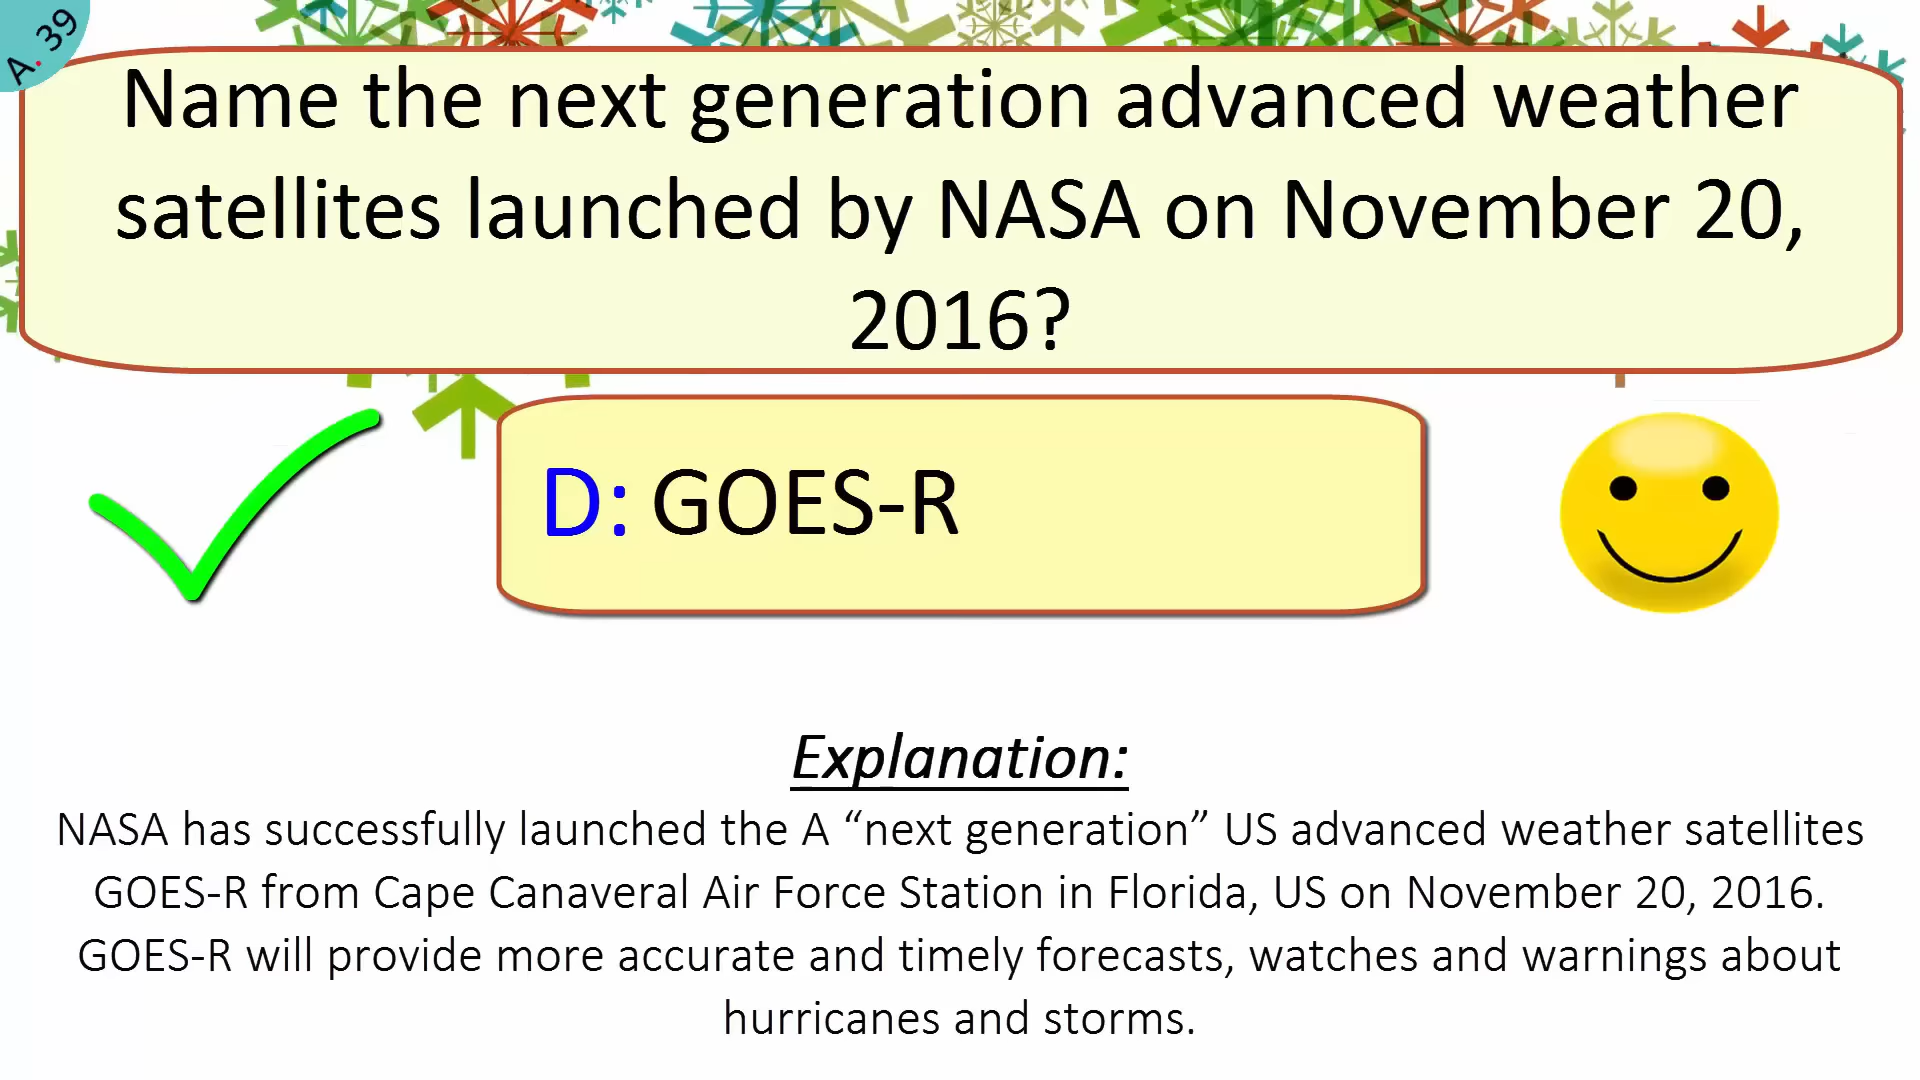 A. 39
Name the next generation advanced weather
satellites launched by NASA on November 20,
2016?
D: GOES-R
Explanation:
NASA has successfully launched the A “next generation” US advanced weather satellites
GOES-R from Cape Canaveral Air Force Station in Florida, US on November 20, 2016.
GOES-R will provide more accurate and timely forecasts, watches and warnings about
hurricanes and storms.